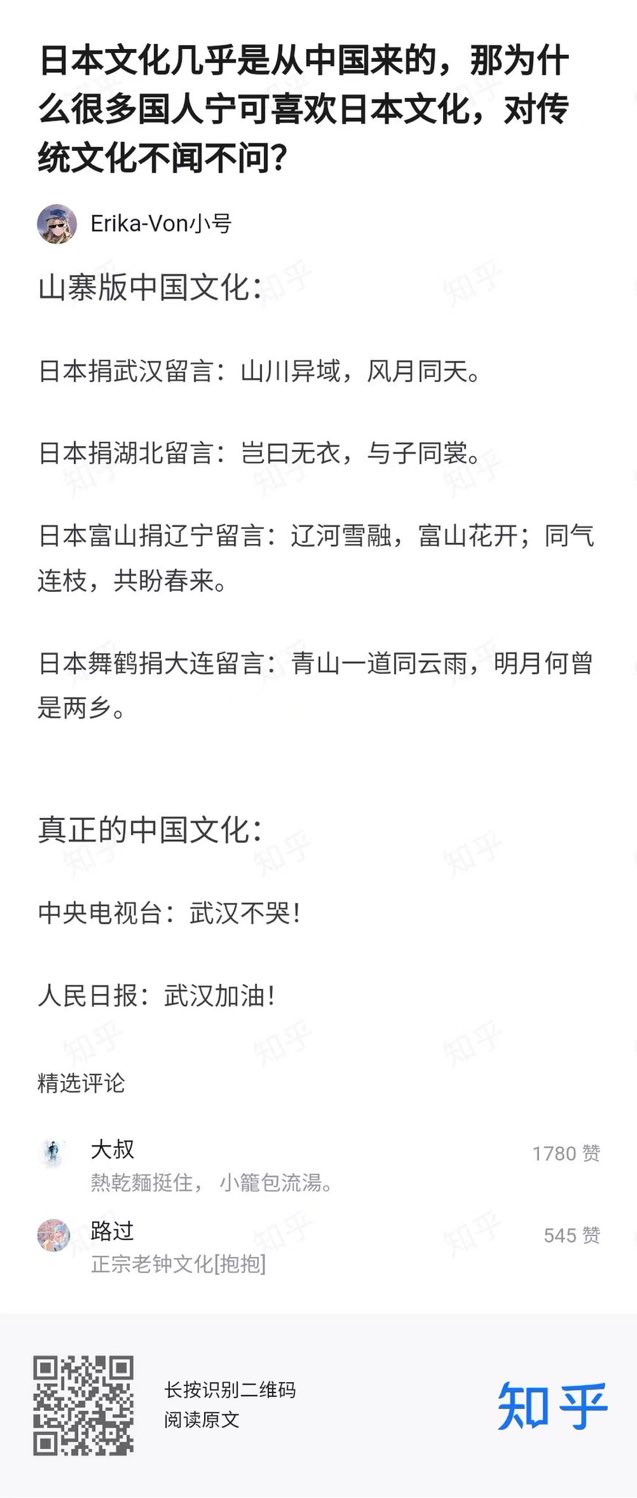 日本文化几乎是从中国来的，那为什
么很多国人宁可喜欢日本文化，对传
统文化不闻不问？
Erika-Von小号
山寨版中国文化：
日本捐武汉留言：山川异域，风月同天。
日本捐湖北留言：岂曰无衣，与子同裳。
日本富山捐辽宁留言：辽河雪融，富山花开；同气
连枝，共盼春来。
日本舞鹤捐大连留言：青山一道同云雨，明月何曾
是两乡。
真正的中国文化：
中央电视台：武汉不哭！
人民日报：武汉加油！
精选评论
大叔
1780 赞
熱乾麵挺住， 小籠包流湯。
路过
545 赞
正宗老钟文化[抱抱]
长按识别二维码
阅读原文
知乎